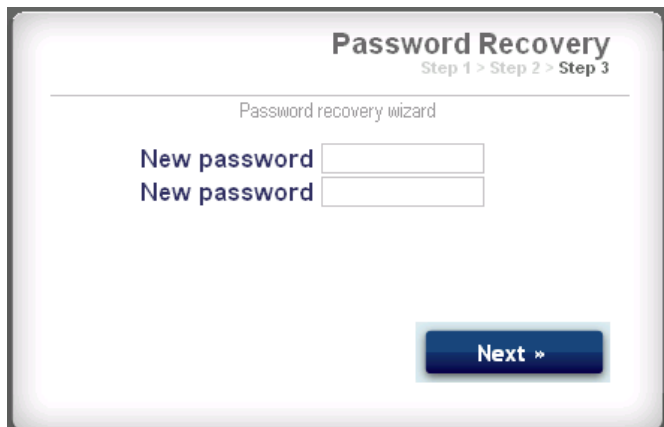 Password Recovery
Step 1 > Step 2 > Step 3
Password recovery wizard
New password
New password
Next »